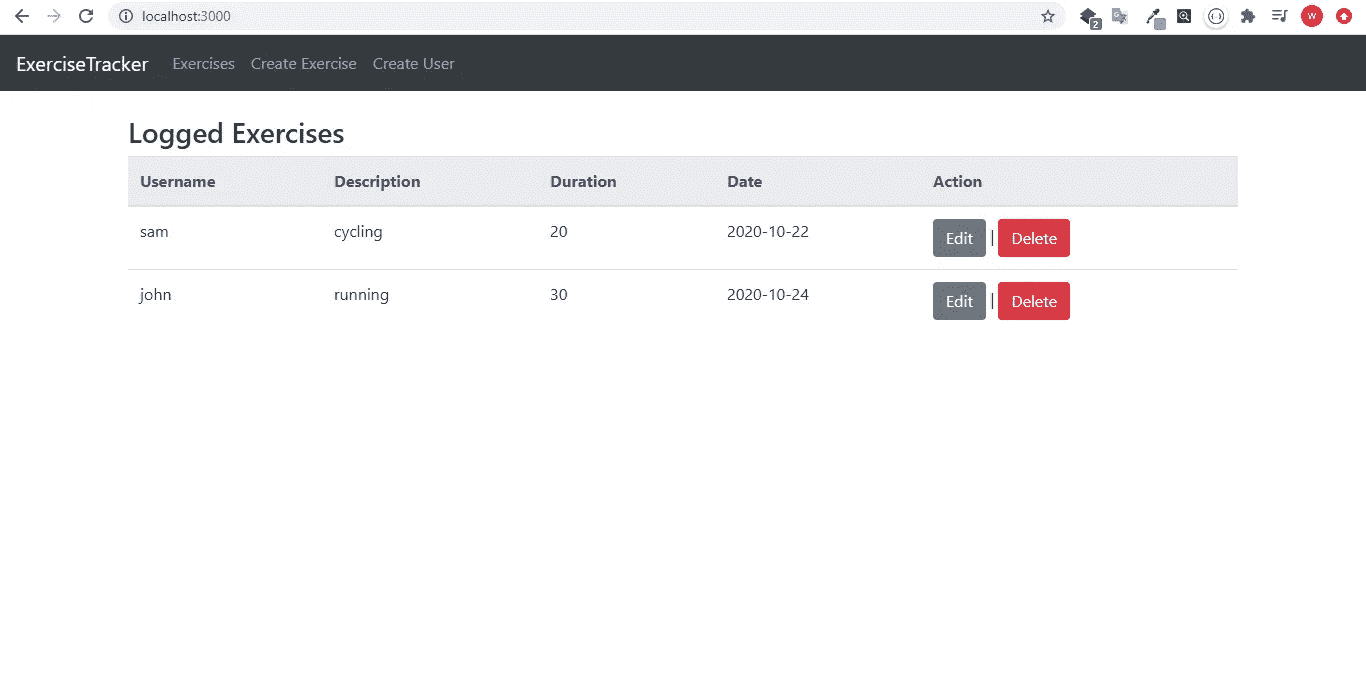 localhost:3000
2
W
ExerciseTracker Exercises Create Exercise Create User
Logged Exercises
Username Description Duration Date Action
sam cycling 20 2020-10-22 Edit | Delete
john running 30 2020-10-24 Edit | Delete